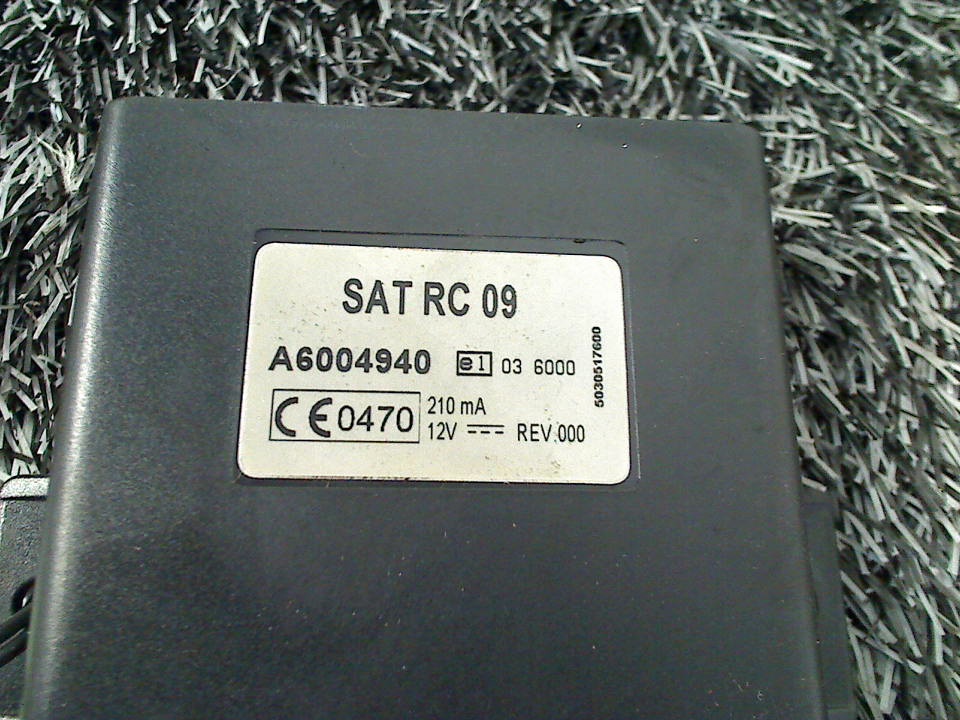 SAT RC 09
A6004940 e1 03 6000
CE 0470 210 mA
12V REV.000
5030517600